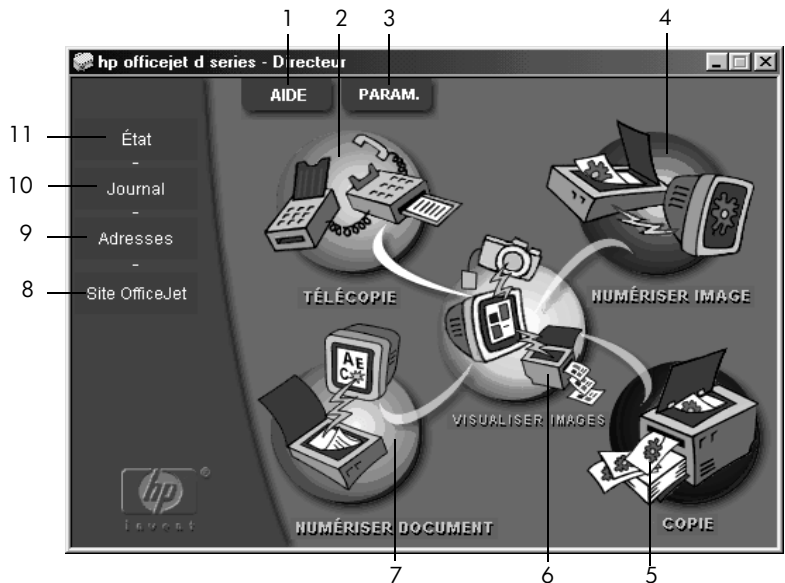 1 2 3 4
hp officejet d series - Directeur
AIDE PARAM.
11 État
10 Journal
9 Adresses
8 Site OfficeJet
TÉLÉCOPIE
NUMÉRISER IMAGE
A E
C
VISUALISER IMAGES
hp ®
invent
NUMÉRISER DOCUMENT
COPIE
7 6 5